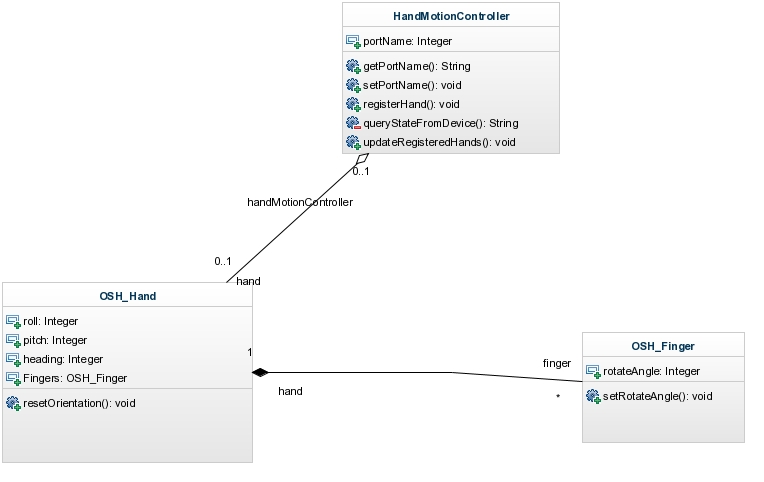 HandMotionController
portName: Integer
getPortName(): String
setPortName(): void
registerHand(): void
queryStateFromDevice(): String
updateRegisteredHands(): void
0..1
handMotionController
0..1
hand
OSH_Hand
roll: Integer
pitch: Integer
heading: Integer
Fingers: OSH_Finger
resetOrientation(): void
1
hand
finger
*
OSH_Finger
rotateAngle: Integer
setRotateAngle(): void